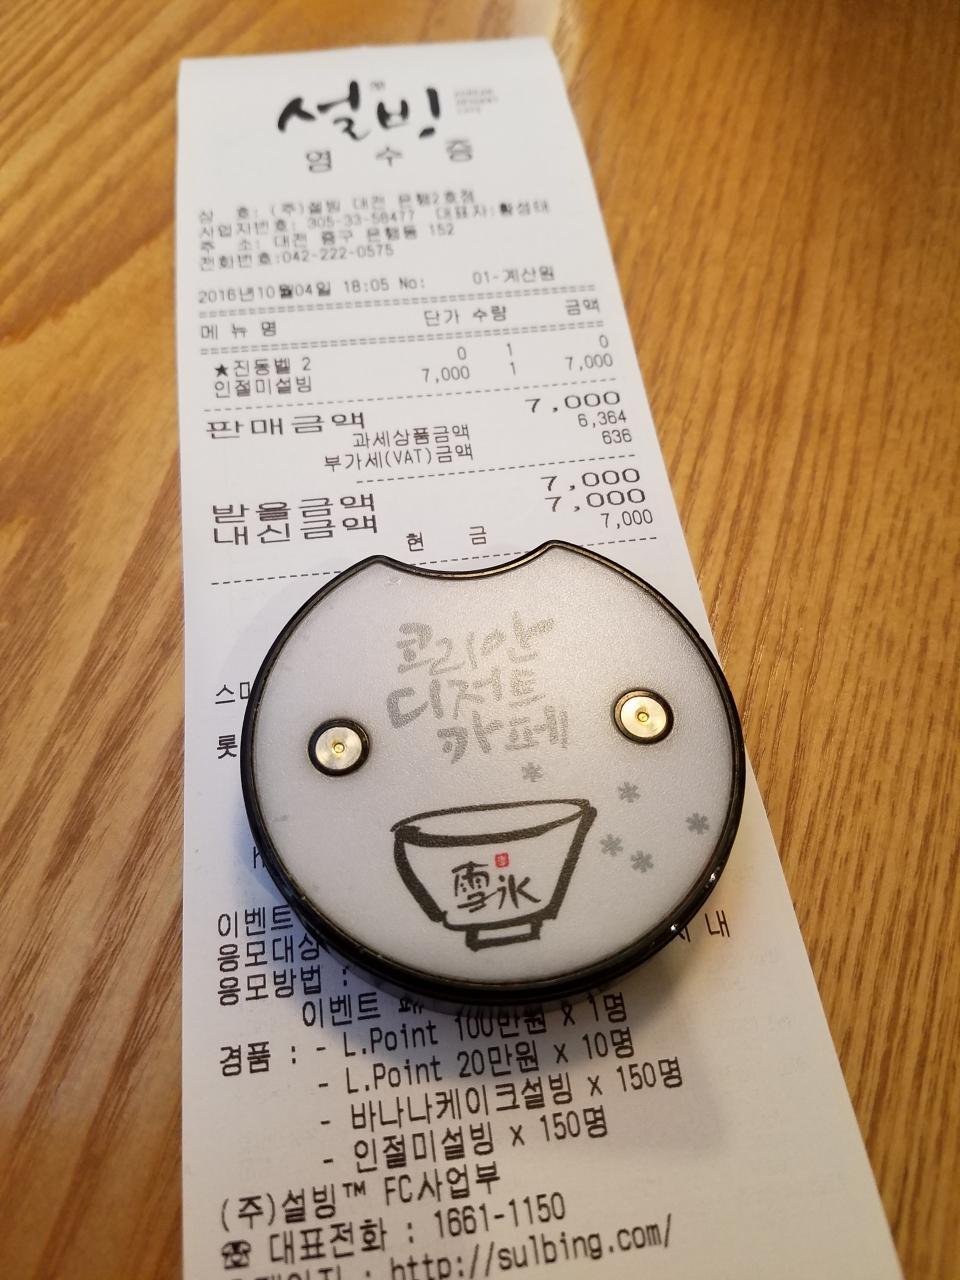 설빙
KOREAN
DESSERT
CAFE
영 수 증
상 호: (주)설빙 대전 은행2호점
사업자번호: 305-33-58477 대표자:황성태
주 소: 대전 중구 은행동 152
전화번호:042-222-0575
2016년10월04일 18:05 No: 01-계산원
메 뉴 명 단가 수량 금액
★진동벨 2 0 1 0
인절미설빙 7,000 1 7,000
판매금액 7,000
과세상품금액 6,364
부가세(VAT)금액 636
받을금액 7,000
내신금액 7,000
현 금 7,000
코리안
디저트
카페
雪氷
이벤트
응모대상 내
응모방법 :
이벤트
경품 : - L.Point 100만원 x 1명
- L.Point 20만원 x 10명
- 바나나케이크설빙 x 150명
- 인절미설빙 x 150명
(주)설빙™ FC사업부
☎ 대표전화 : 1661-1150
: http://sulbing.com/